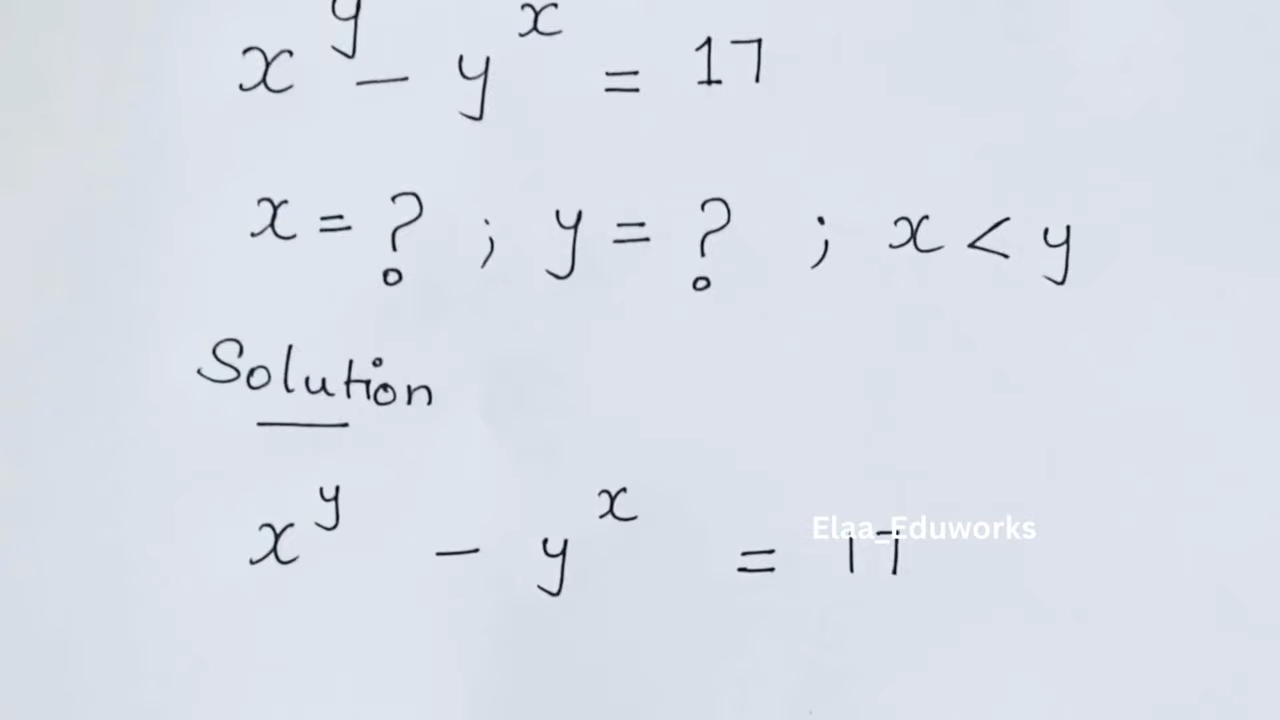 x^y − y^x = 17
x = ? ; y = ? ; x < y
Solution
x^y − y^x = 17
Elaa_Eduworks